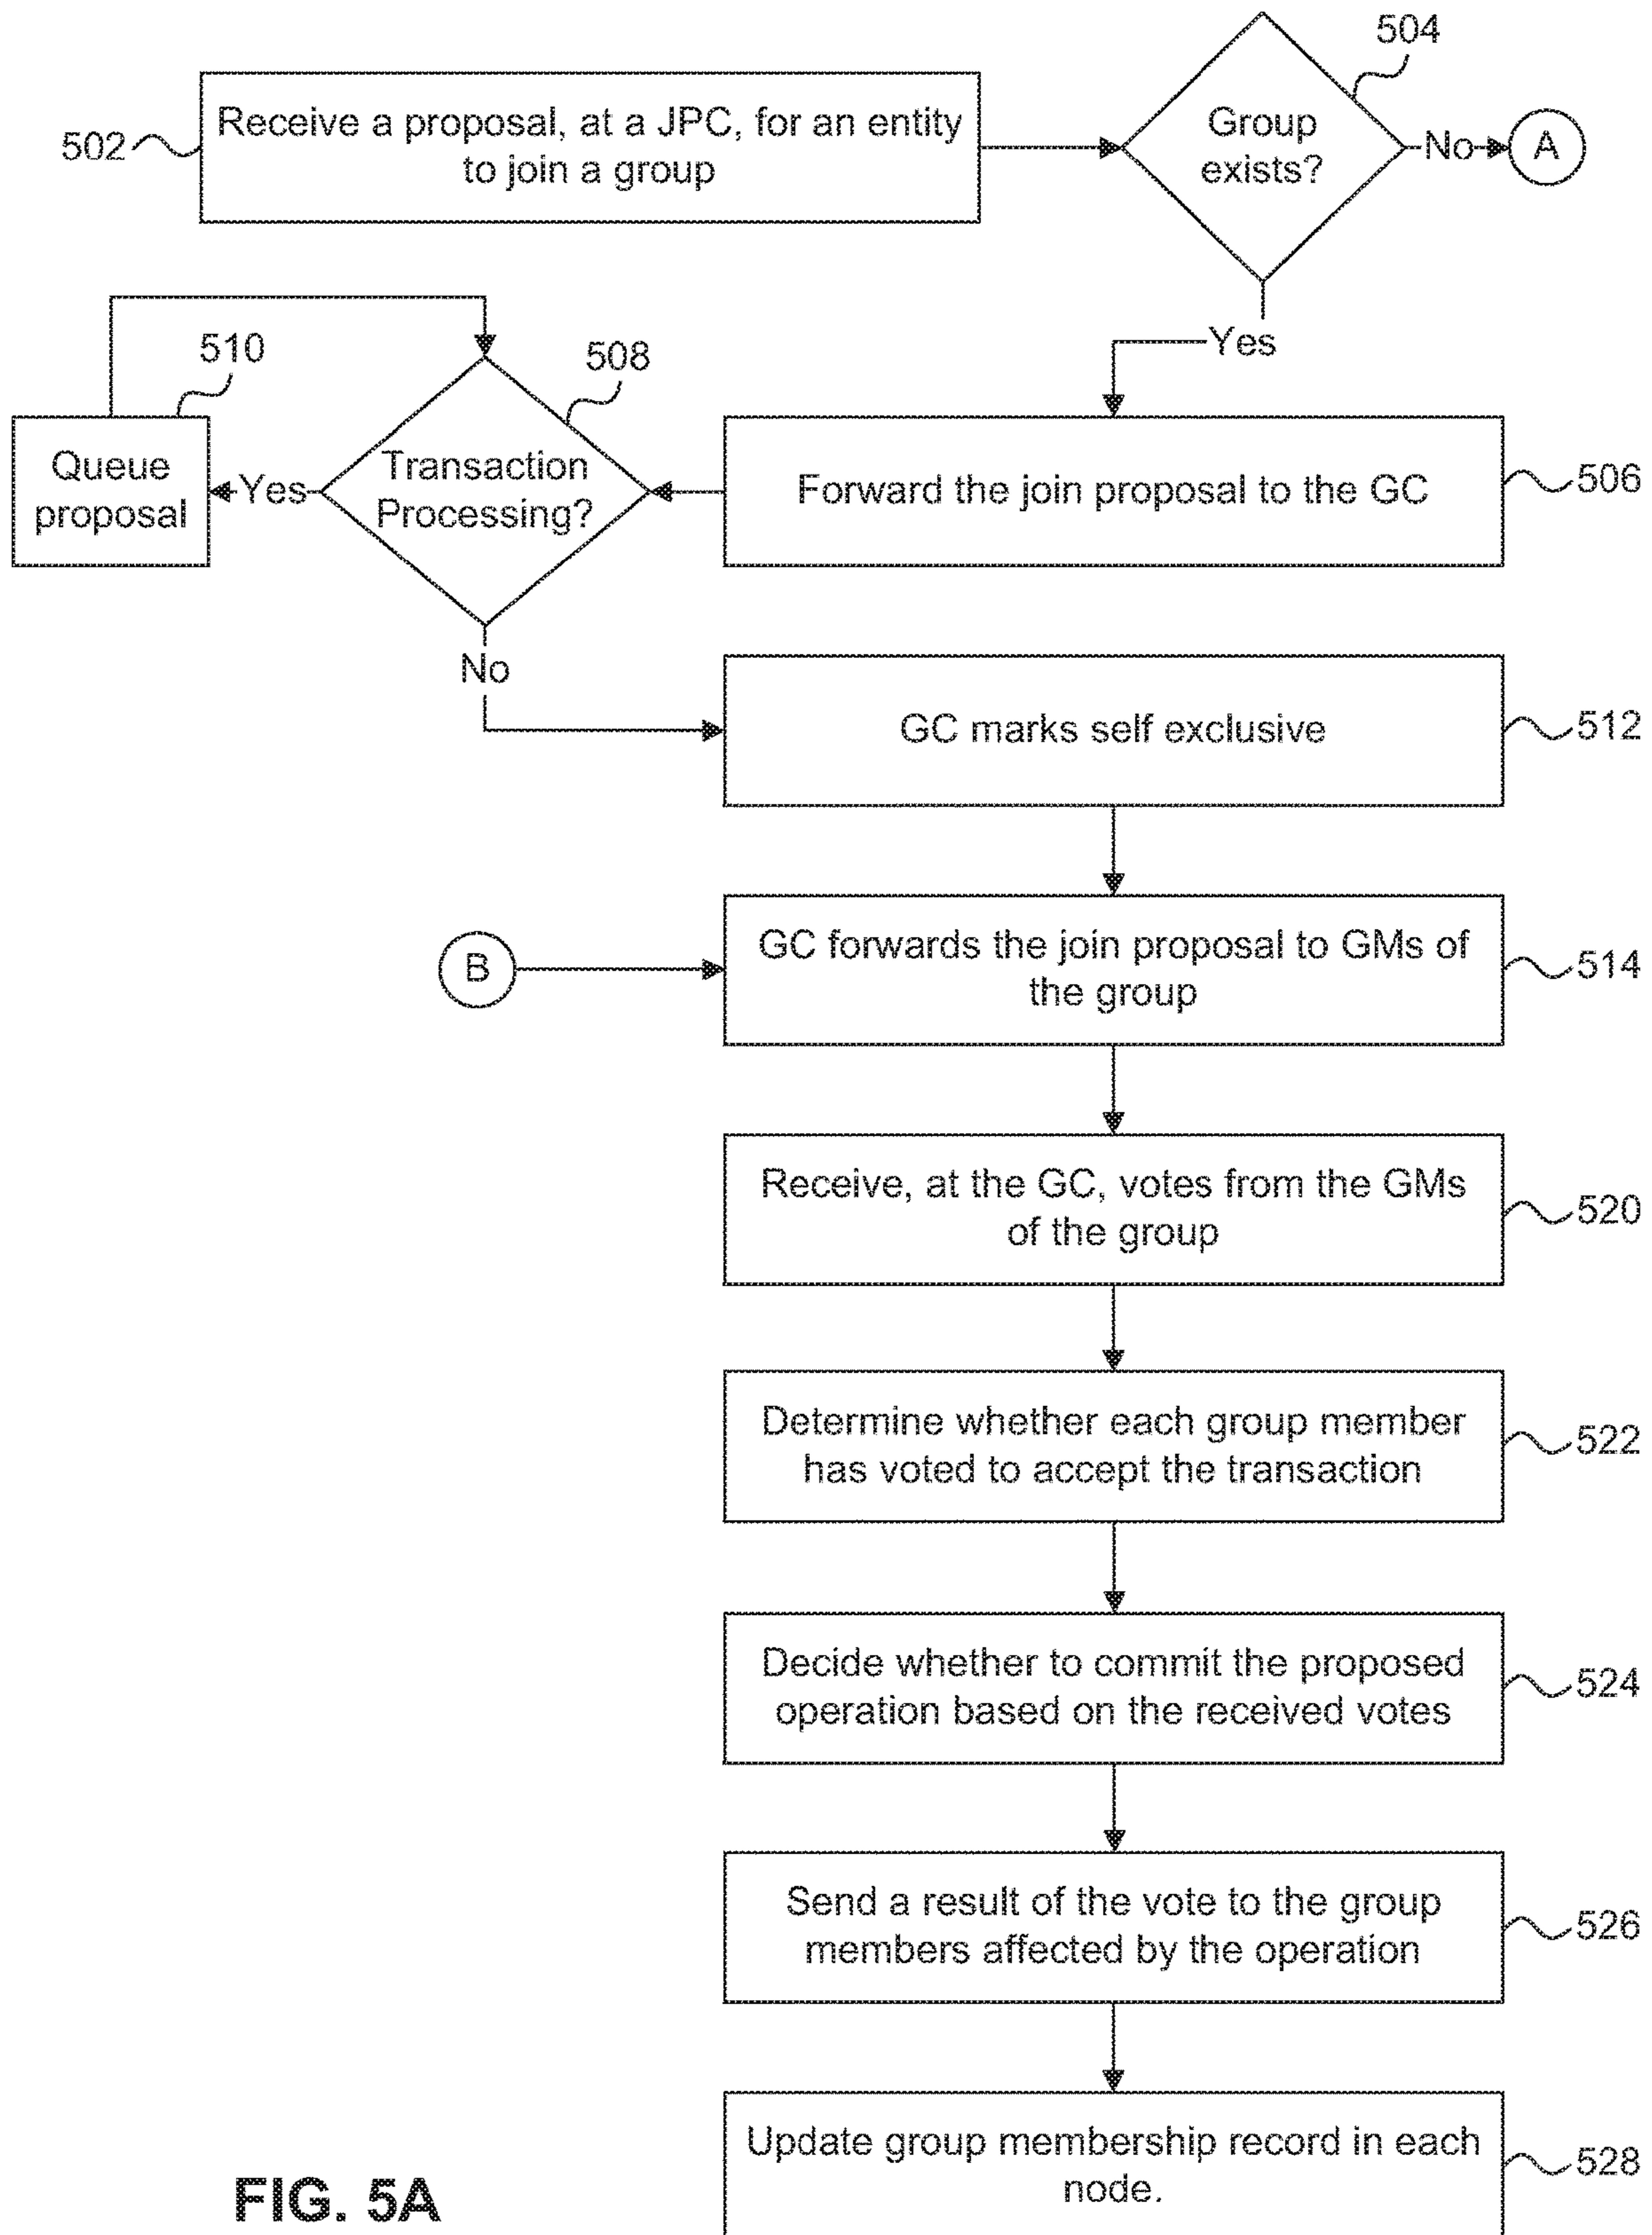 504
502
Receive a proposal, at a JPC, for an entity
to join a group
Group
exists?
No
A
Yes
510
508
Queue
proposal
Yes
Transaction
Processing?
Forward the join proposal to the GC
506
No
GC marks self exclusive
512
B
GC forwards the join proposal to GMs of
the group
514
Receive, at the GC, votes from the GMs
of the group
520
Determine whether each group member
has voted to accept the transaction
522
Decide whether to commit the proposed
operation based on the received votes
524
Send a result of the vote to the group
members affected by the operation
526
Update group membership record in each
node.
528
FIG. 5A